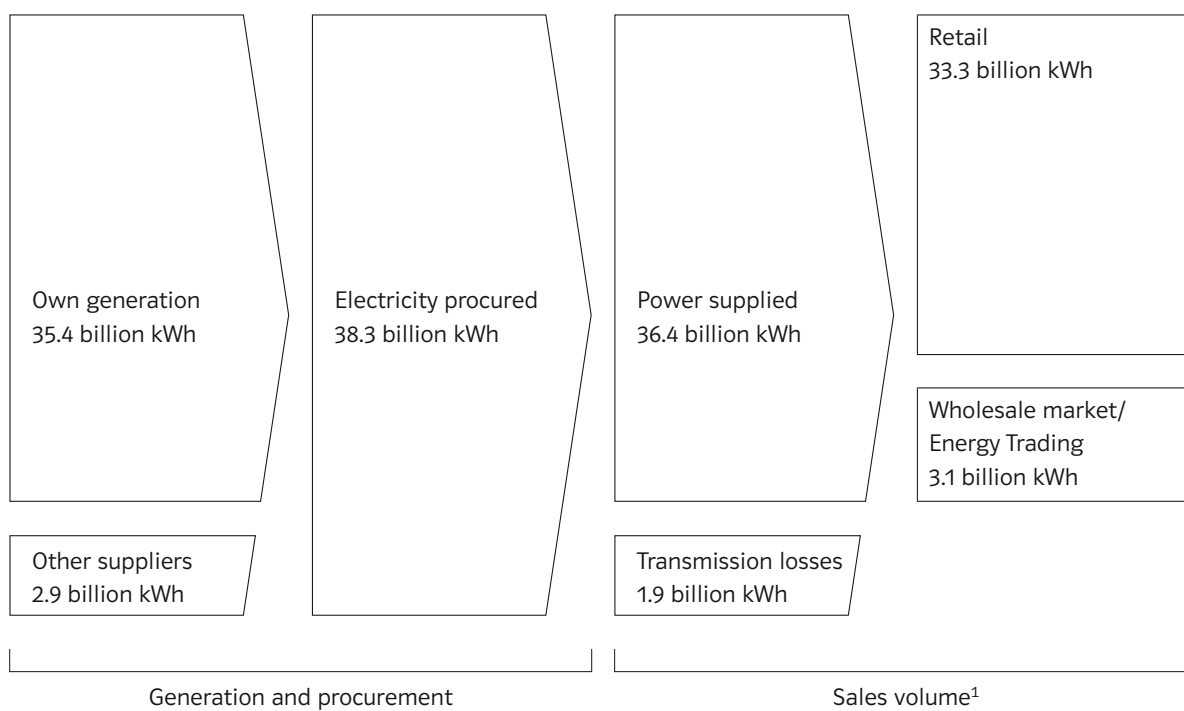 Own generation
35.4 billion kWh
Other suppliers
2.9 billion kWh
Electricity procured
38.3 billion kWh
Power supplied
36.4 billion kWh
Transmission losses
1.9 billion kWh
Retail
33.3 billion kWh
Wholesale market/
Energy Trading
3.1 billion kWh
Generation and procurement
Sales volume¹